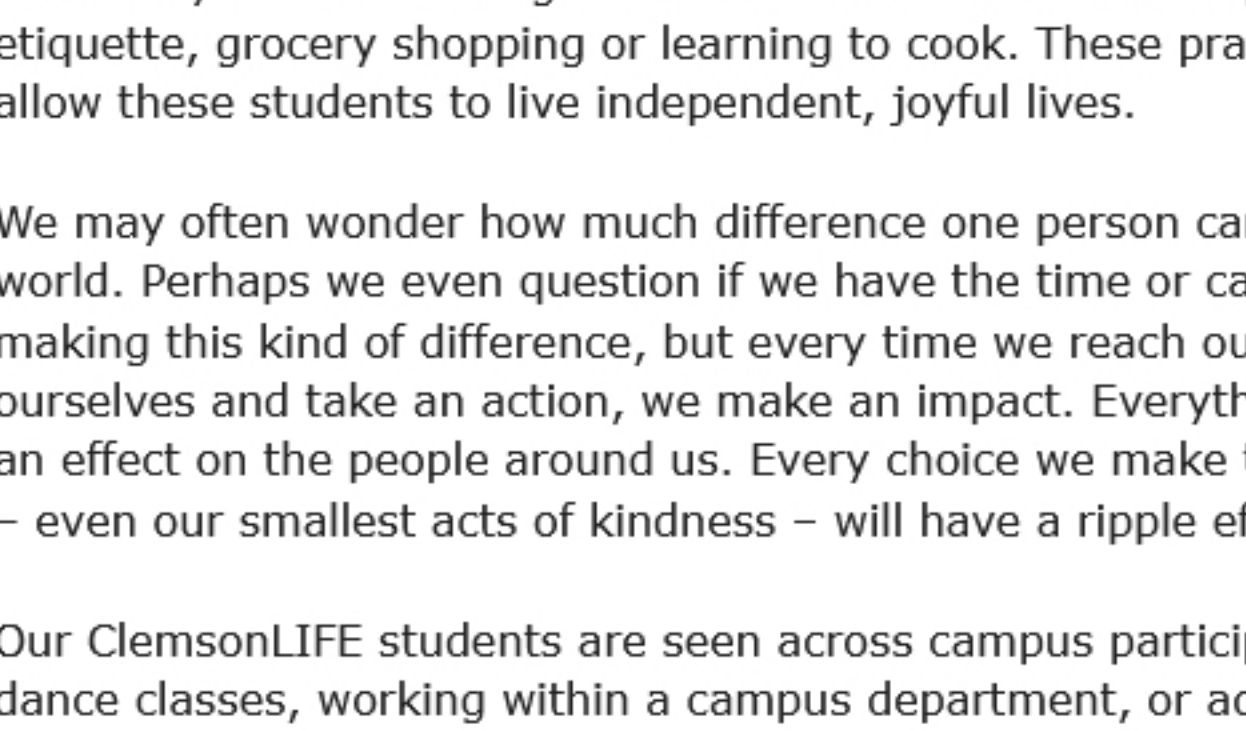 etiquette, grocery shopping or learning to cook. These pra
allow these students to live independent, joyful lives.
We may often wonder how much difference one person ca
world. Perhaps we even question if we have the time or ca
making this kind of difference, but every time we reach ou
ourselves and take an action, we make an impact. Everyth
an effect on the people around us. Every choice we make t
– even our smallest acts of kindness – will have a ripple ef
Our ClemsonLIFE students are seen across campus particip
dance classes, working within a campus department, or ac